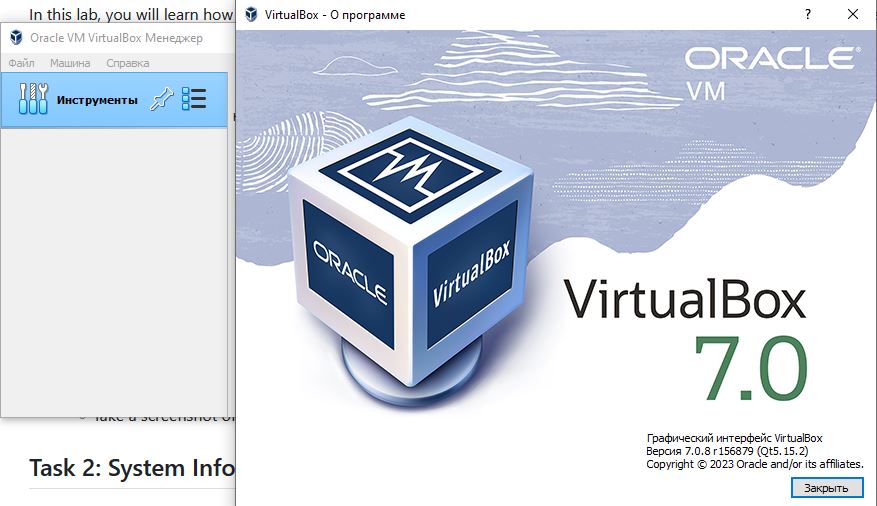 In this lab, you will learn how
Oracle VM VirtualBox Менеджер
Файл Машина Справка
Инструменты
Take a screenshot of
Task 2: System Info
VirtualBox - О программе
ORACLE®
VM
ORACLE
VirtualBox
VirtualBox
7.0
Графический интерфейс VirtualBox
Версия 7.0.8 r156879 (Qt5.15.2)
Copyright © 2023 Oracle and/or its affiliates.
Закрыть